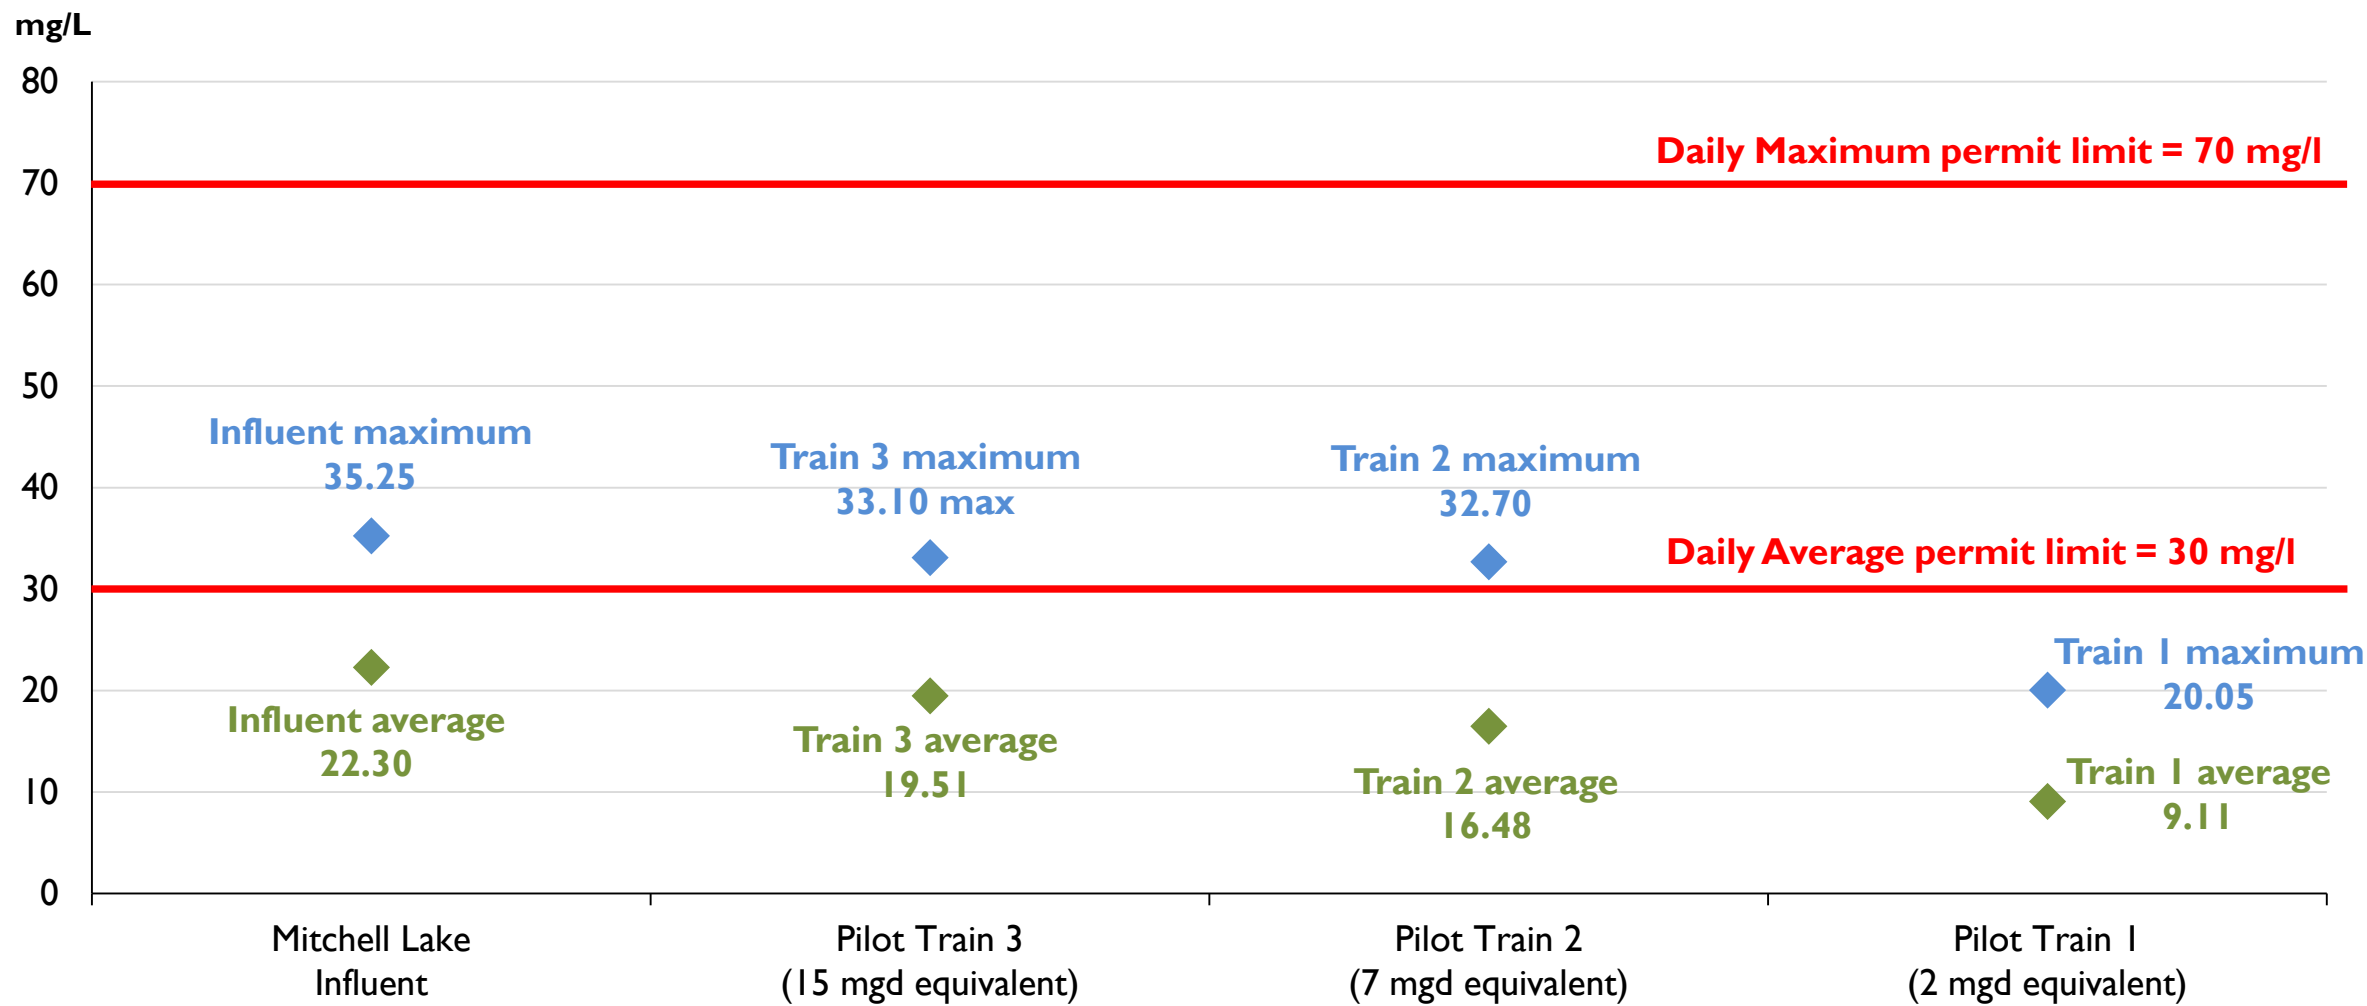 mg/L
80
Daily Maximum permit limit = 70 mg/l
70
60
50
Influent maximum
35.25
Train 3 maximum
33.10 max
Train 2 maximum
32.70
40
Daily Average permit limit = 30 mg/l
30
Train 1 maximum
20.05
20
Influent average
22.30
Train 3 average
19.51
Train 2 average
16.48
Train 1 average
9.11
10
0
Mitchell Lake
Influent
Pilot Train 3
(15 mgd equivalent)
Pilot Train 2
(7 mgd equivalent)
Pilot Train 1
(2 mgd equivalent)